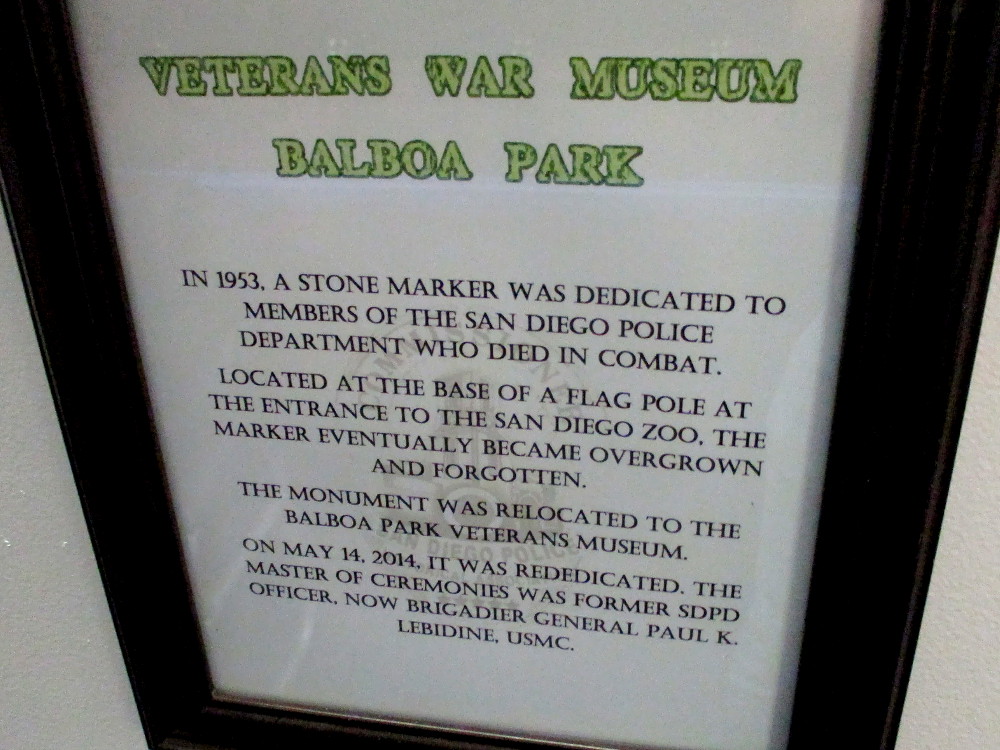 VETERANS WAR MUSEUM
BALBOA PARK
IN 1953, A STONE MARKER WAS DEDICATED TO
MEMBERS OF THE SAN DIEGO POLICE
DEPARTMENT WHO DIED IN COMBAT.
LOCATED AT THE BASE OF A FLAG POLE AT
THE ENTRANCE TO THE SAN DIEGO ZOO, THE
MARKER EVENTUALLY BECAME OVERGROWN
AND FORGOTTEN.
THE MONUMENT WAS RELOCATED TO THE
BALBOA PARK VETERANS MUSEUM.
SAN DIEGO POLICE
ON MAY 14, 2014, IT WAS REDEDICATED. THE
MASTER OF CEREMONIES WAS FORMER SDPD
OFFICER, NOW BRIGADIER GENERAL PAUL K.
LEBIDINE, USMC.